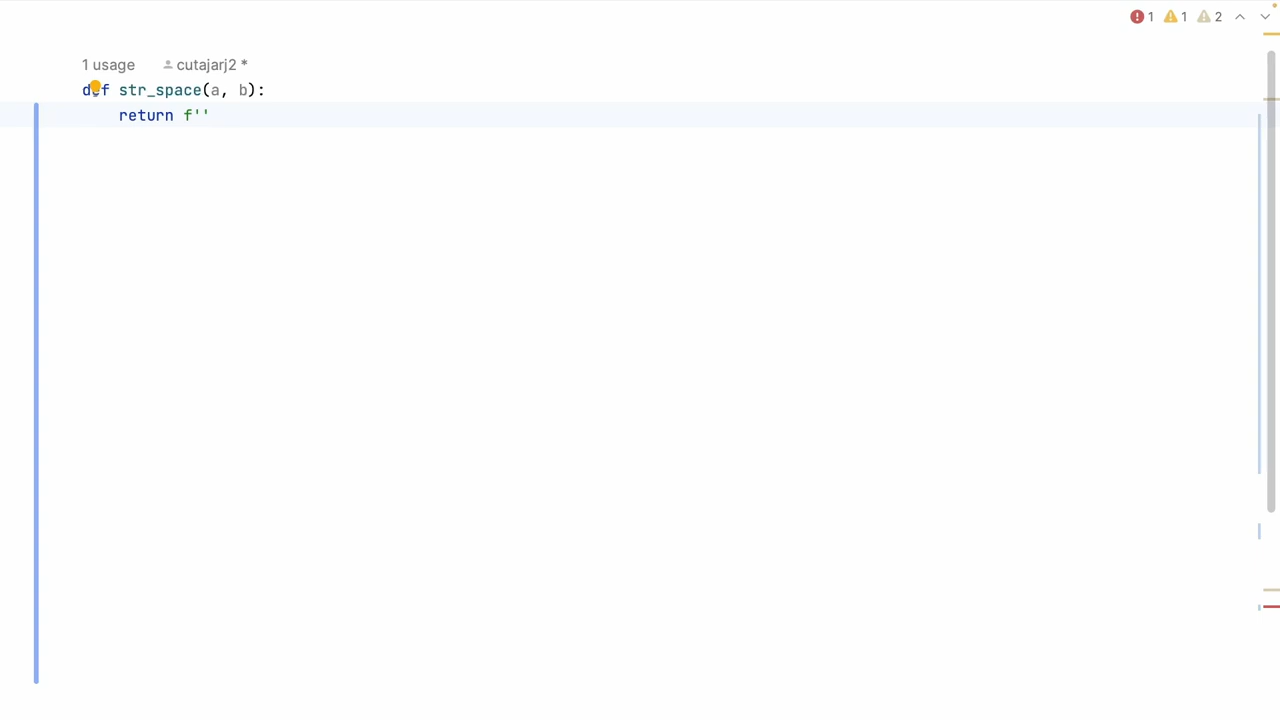 1 1 2
1 usage cutajarj2 *
def str_space(a, b):
return f''